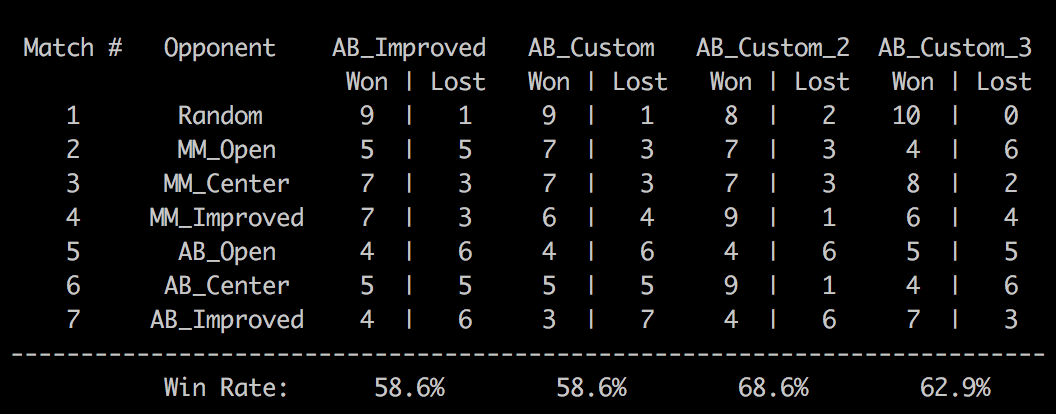 Match # Opponent AB_Improved AB_Custom AB_Custom_2 AB_Custom_3
Won | Lost Won | Lost Won | Lost Won | Lost
1 Random 9 | 1 9 | 1 8 | 2 10 | 0
2 MM_Open 5 | 5 7 | 3 7 | 3 4 | 6
3 MM_Center 7 | 3 7 | 3 7 | 3 8 | 2
4 MM_Improved 7 | 3 6 | 4 9 | 1 6 | 4
5 AB_Open 4 | 6 4 | 6 4 | 6 5 | 5
6 AB_Center 5 | 5 5 | 5 9 | 1 4 | 6
7 AB_Improved 4 | 6 3 | 7 4 | 6 7 | 3
--------------------------------------------------------------------------
Win Rate: 58.6% 58.6% 68.6% 62.9%